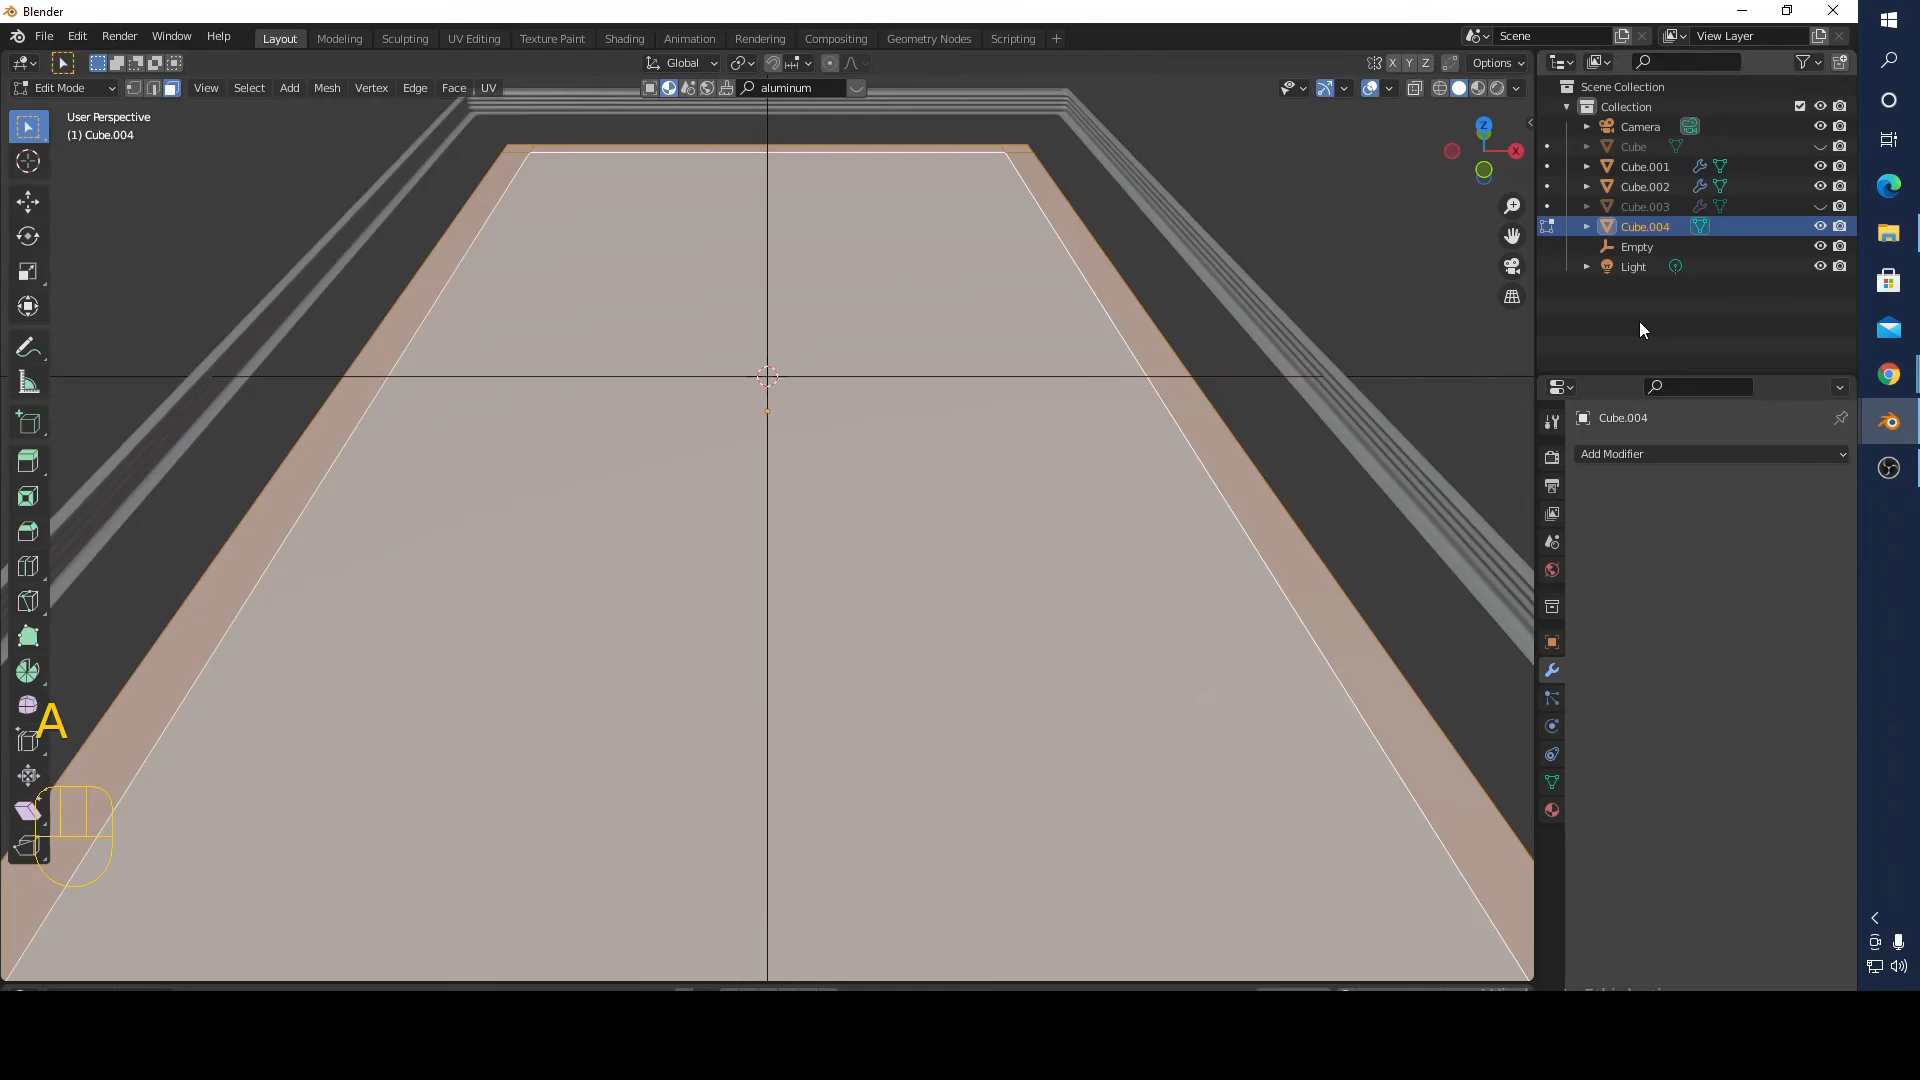 Blender
File Edit Render Window Help
Layout Modeling Sculpting UV Editing Texture Paint Shading Animation Rendering Compositing Geometry Nodes Scripting
Scene
View Layer
Global
X Y Z
Options
Edit Mode
View Select Add Mesh Vertex Edge Face UV
aluminum
User Perspective
(1) Cube.004
Z
X
Scene Collection
Collection
Camera
Cube
Cube.001
Cube.002
Cube.003
Cube.004
Empty
Light
Cube.004
Add Modifier
A